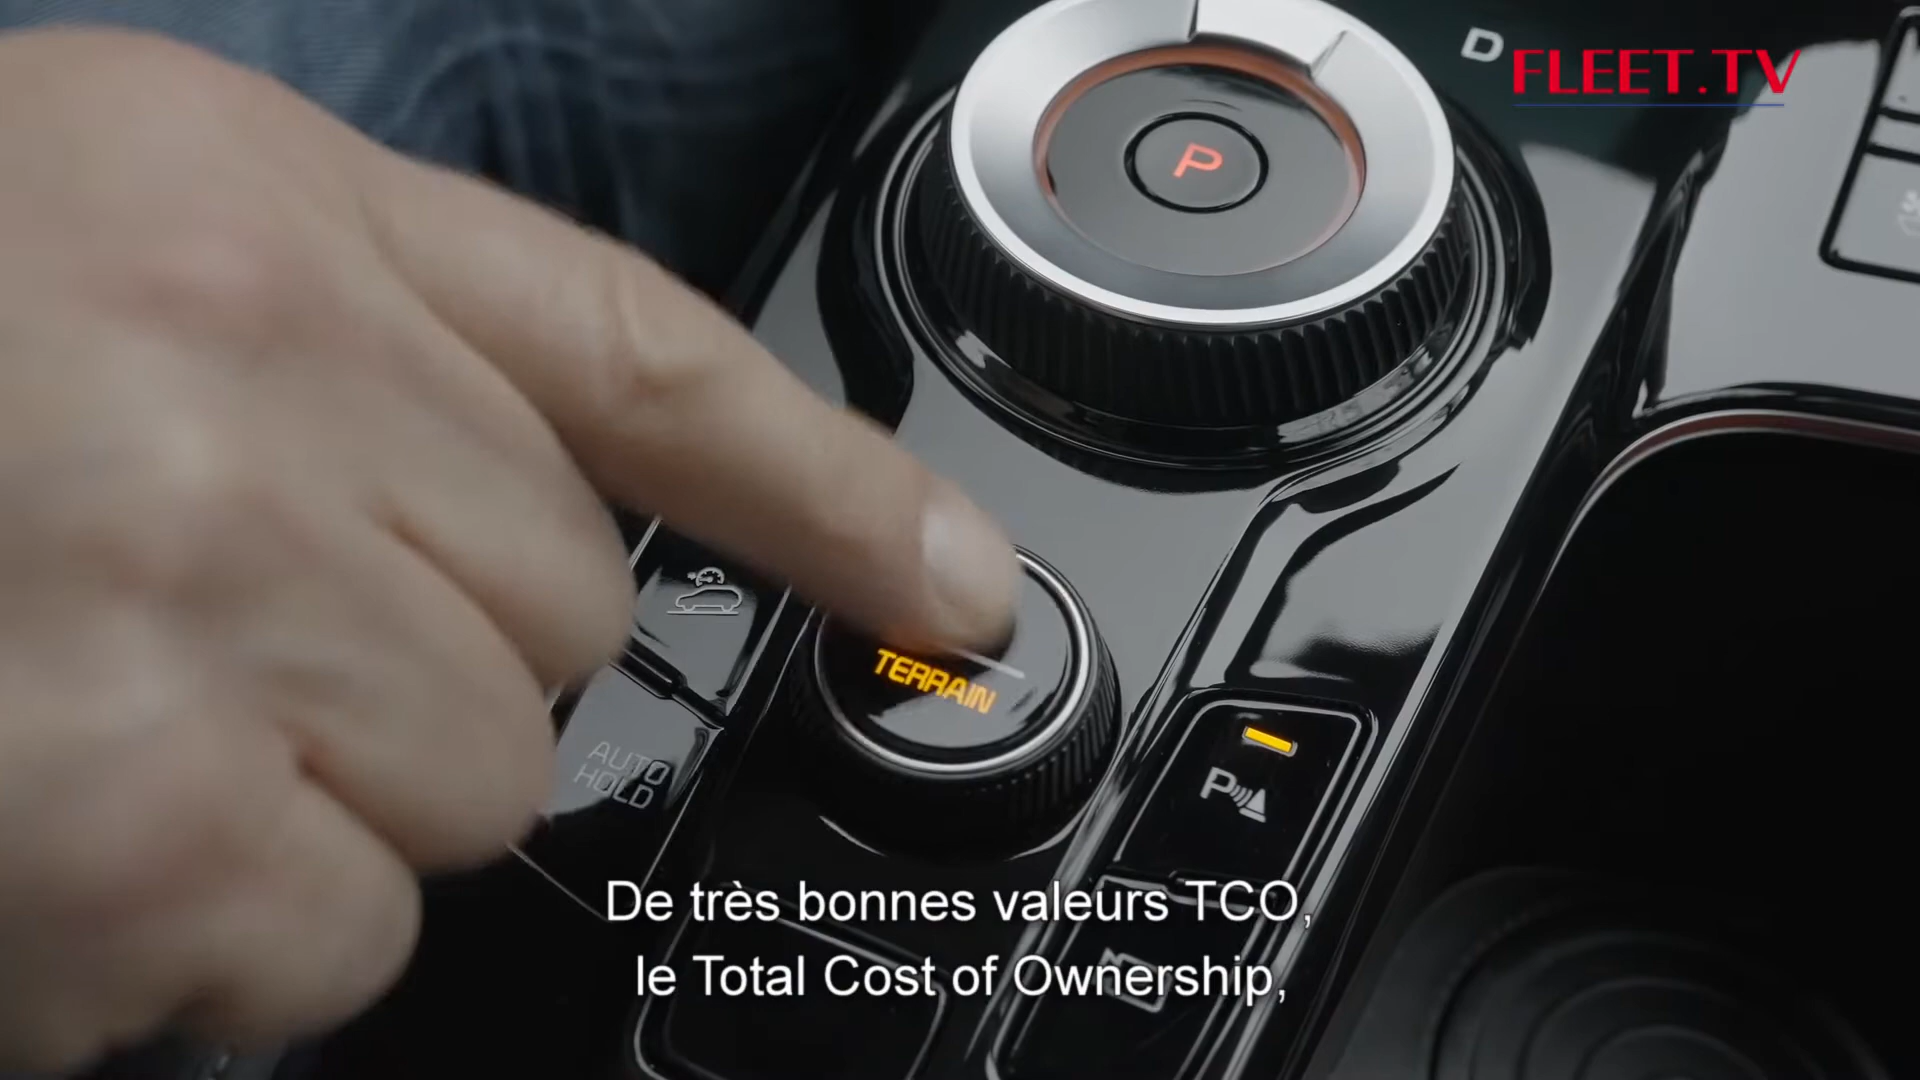 D
FLEET.TV
P
TERRAIN
AUTO
HOLD
P
De très bonnes valeurs TCO,
le Total Cost of Ownership,